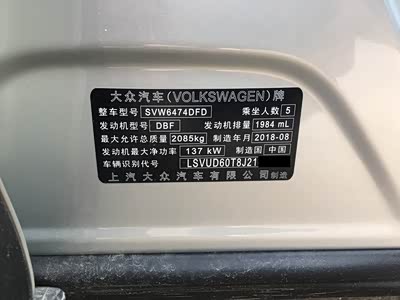 大众汽车(VOLKSWAGEN)牌
整车型号 SVW6474DFD 乘坐人数 5
发动机型号 DBF 发动机排量 1984 mL
最大允许总质量 2085kg 制造年月 2018-08
发动机最大净功率 137 kW 制造国 中国
车辆识别代号 LSVUD60T8J21
上汽大众汽车有限公司 制造